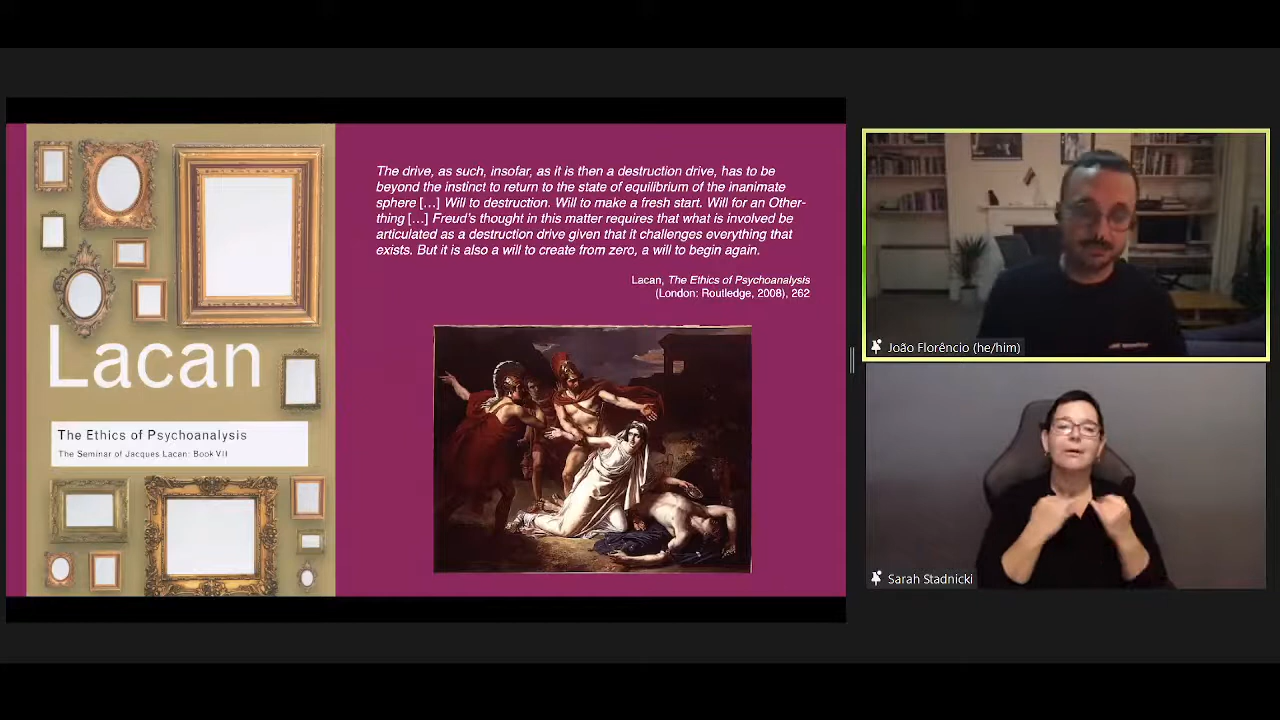 Lacan
The Ethics of Psychoanalysis
The Seminar of Jacques Lacan: Book VII
The drive, as such, insofar, as it is then a destruction drive, has to be
beyond the instinct to return to the state of equilibrium of the inanimate
sphere [...] Will to destruction. Will to make a fresh start. Will for an Other-
thing [...] Freud's thought in this matter requires that what is involved be
articulated as a destruction drive given that it challenges everything that
exists. But it is also a will to create from zero, a will to begin again.
Lacan, The Ethics of Psychoanalysis
(London: Routledge, 2008), 262
João Florêncio (he/him)
Sarah Stadnicki